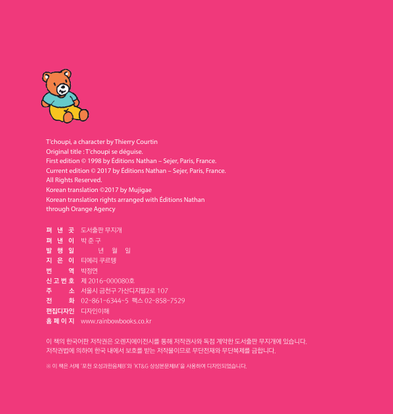 T'choupi, a character by Thierry Courtin
Original title : T'choupi se déguise.
First edition © 1998 by Éditions Nathan – Sejer, Paris, France.
Current edition © 2017 by Éditions Nathan – Sejer, Paris, France.
All Rights Reserved.
Korean translation ©2017 by Mujigae
Korean translation rights arranged with Éditions Nathan
through Orange Agency
펴 낸 곳 도서출판 무지개
펴 낸 이 박 준 구
발 행 일 년 월 일
지 은 이 티에리 쿠르탱
번 역 박정연
신고번호 제 2016-000080호
주 소 서울시 금천구 가산디지털2로 107
전 화 02-861-6344~5 팩스 02-858-7529
편집디자인 디자인이해
홈페이지 www.rainbowbooks.co.kr
이 책의 한국어판 저작권은 오렌지에이전시를 통해 저작권사와 독점 계약한 도서출판 무지개에 있습니다.
저작권법에 의하여 한국 내에서 보호를 받는 저작물이므로 무단전재와 무단복제를 금합니다.
※ 이 책은 서체 '포천 오성과한음체'와 'KT&G 상상본문체'를 사용하여 디자인되었습니다.